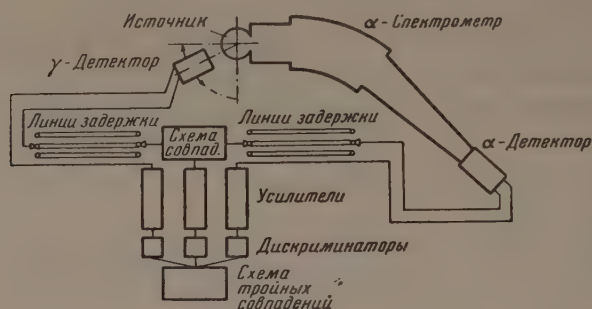 Источник
α-Спектрометр
γ-Детектор
Линии задержки
Схема
совпад.
Линии задержки
α-Детектор
Усилители
Дискриминаторы
Схема
тройных
совпадений